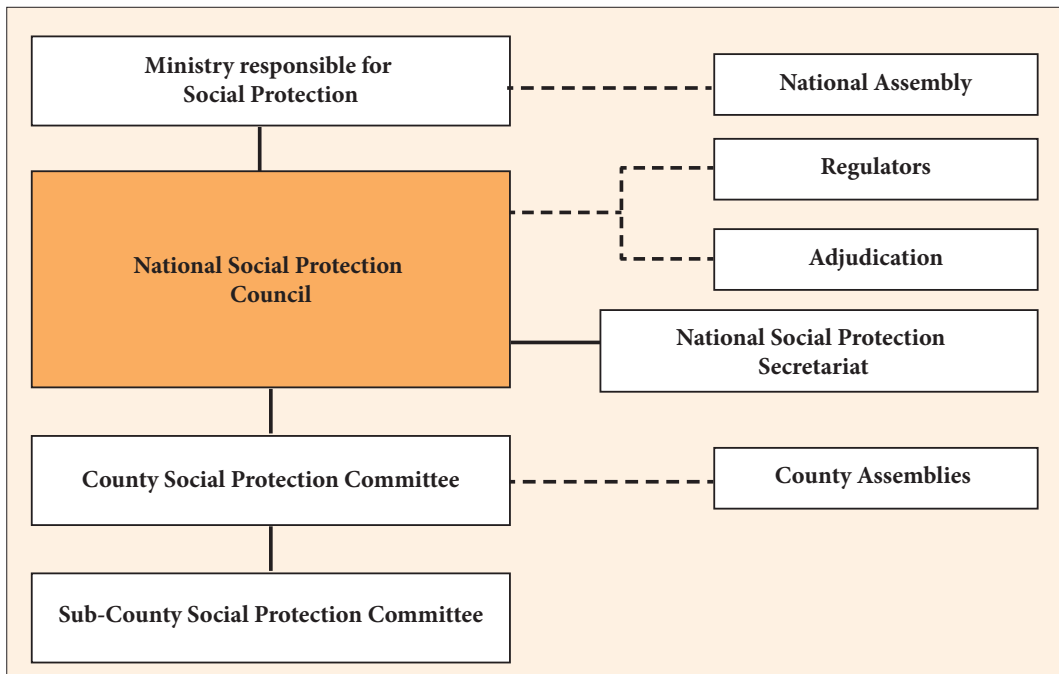 Ministry responsible for
Social Protection
National Assembly
Regulators
National Social Protection
Council
Adjudication
National Social Protection
Secretariat
County Social Protection Committee
County Assemblies
Sub-County Social Protection Committee